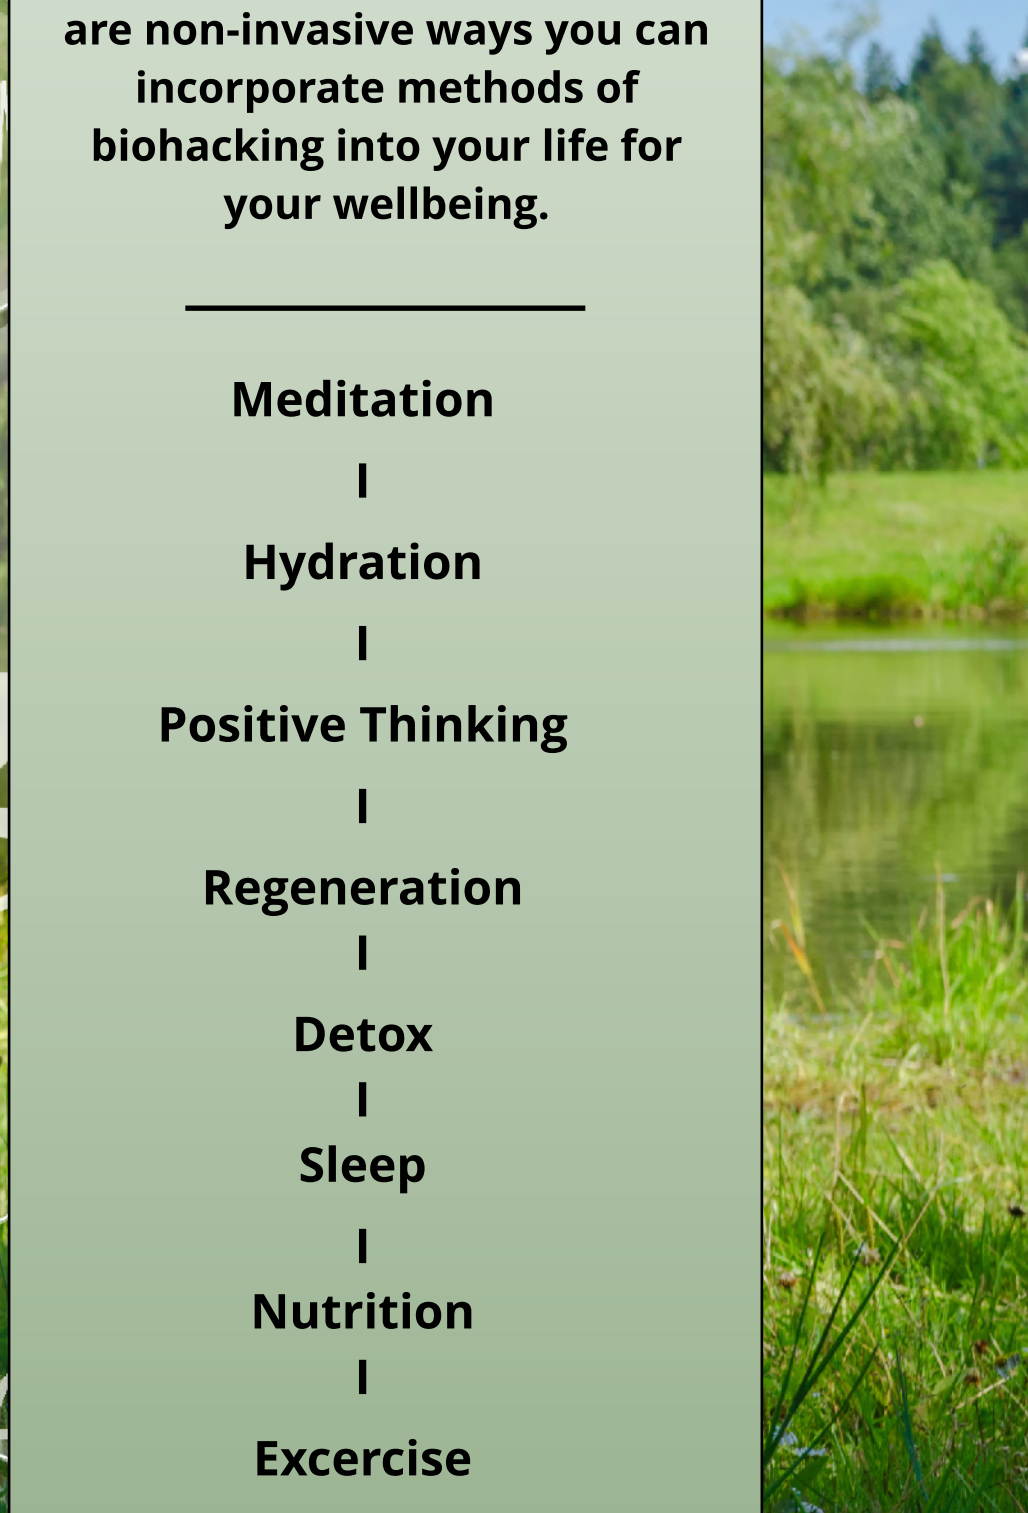 are non-invasive ways you can
incorporate methods of
biohacking into your life for
your wellbeing.
Meditation
I
Hydration
I
Positive Thinking
I
Regeneration
I
Detox
I
Sleep
I
Nutrition
I
Excercise